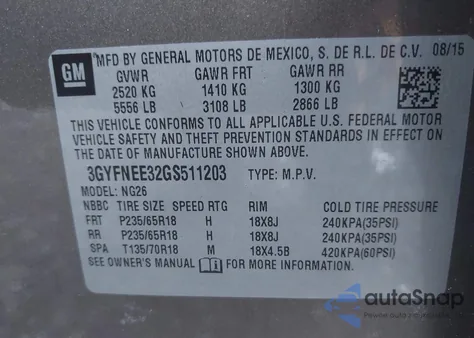 GM
MFD BY GENERAL MOTORS DE MEXICO, S. DE R.L. DE C.V. 08/15
GVWR GAWR FRT GAWR RR
2520 KG 1410 KG 1300 KG
5556 LB 3108 LB 2866 LB
THIS VEHICLE CONFORMS TO ALL APPLICABLE U.S. FEDERAL MOTOR
VEHICLE SAFETY AND THEFT PREVENTION STANDARDS IN EFFECT ON
THE DATE OF MANUFACTURE SHOWN ABOVE.
3GYFNEE32GS511203 TYPE: M.P.V.
MODEL: NG26
NBBC TIRE SIZE SPEED RTG RIM COLD TIRE PRESSURE
FRT P235/65R18 H 18X8J 240KPA(35PSI)
RR P235/65R18 H 18X8J 240KPA(35PSI)
SPA T135/70R18 M 18X4.5B 420KPA(60PSI)
SEE OWNER'S MANUAL FOR MORE INFORMATION.
autoSnap
Power your auto sales